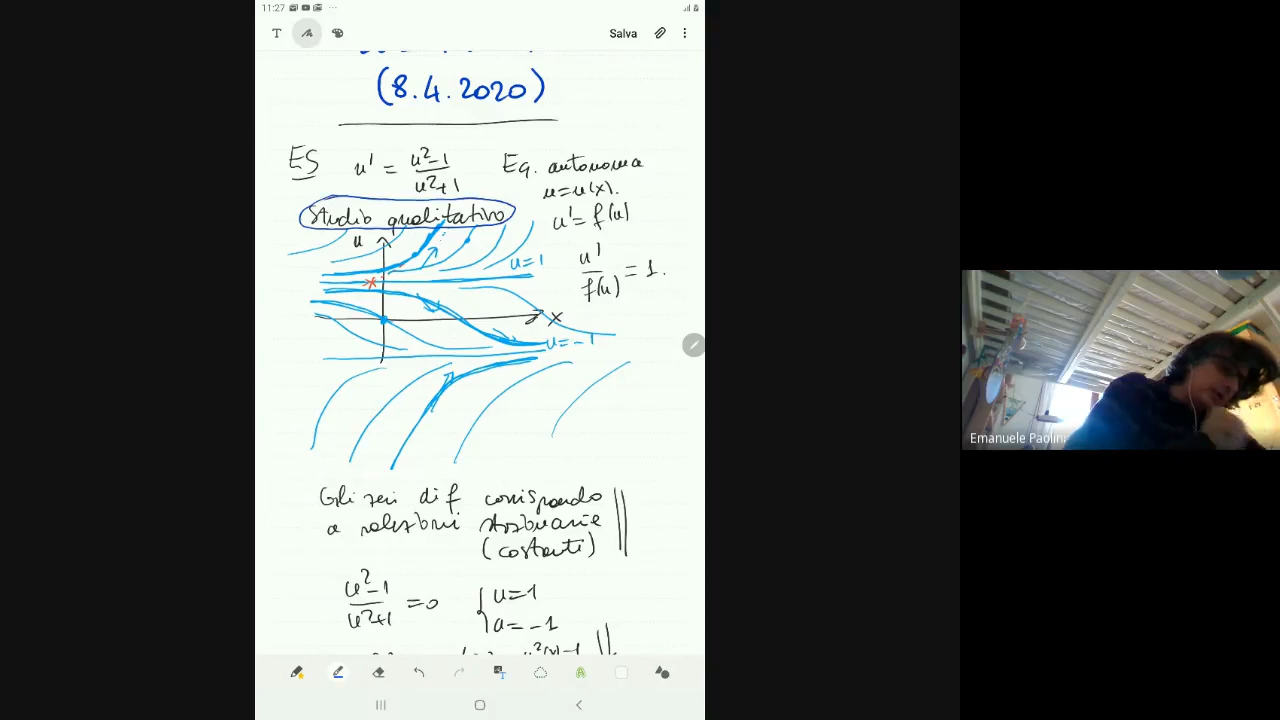 11:27
T
Salva
(8.4.2020)
ES u' = u²-1 / u²+1 Eq. autonoma
u=u(x).
Studio qualitativo u'=f(u)
u
u=1
u' / f(u) = 1.
x
u=-1
Emanuele Paolini
Gli zeri di f corrispondo
a soluzioni stazionarie
(costanti)
u²-1 / u²+1 =0 { u=1
u=-1